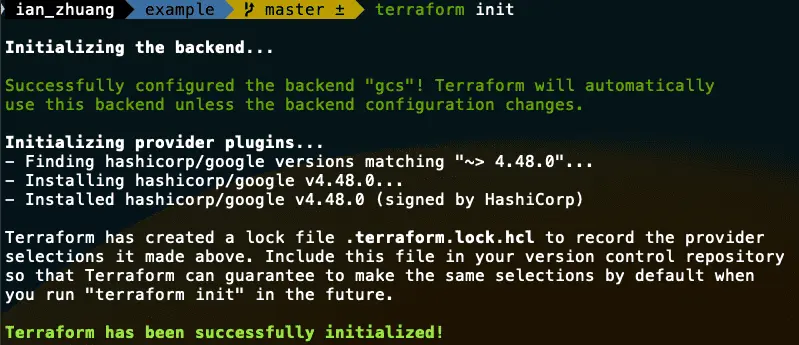 ian_zhuang example master ± terraform init
Initializing the backend...
Successfully configured the backend "gcs"! Terraform will automatically
use this backend unless the backend configuration changes.
Initializing provider plugins...
- Finding hashicorp/google versions matching "~> 4.48.0"...
- Installing hashicorp/google v4.48.0...
- Installed hashicorp/google v4.48.0 (signed by HashiCorp)
Terraform has created a lock file .terraform.lock.hcl to record the provider
selections it made above. Include this file in your version control repository
so that Terraform can guarantee to make the same selections by default when
you run "terraform init" in the future.
Terraform has been successfully initialized!